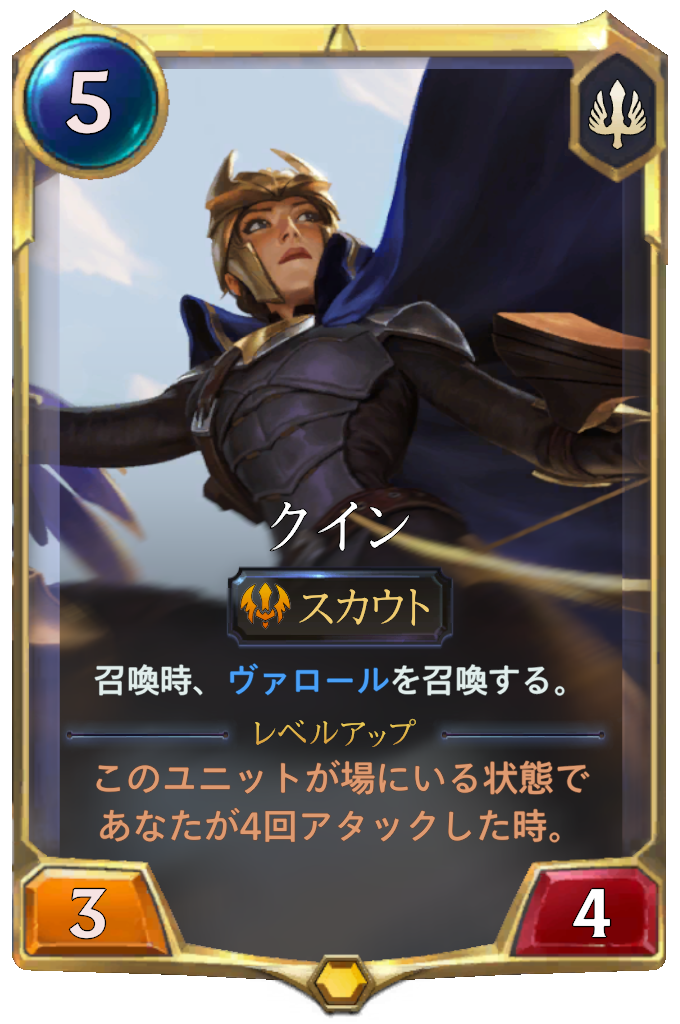 5
クイン
スカウト
召喚時、ヴァロールを召喚する。
レベルアップ
このユニットが場にいる状態で
あなたが4回アタックした時。
3
4